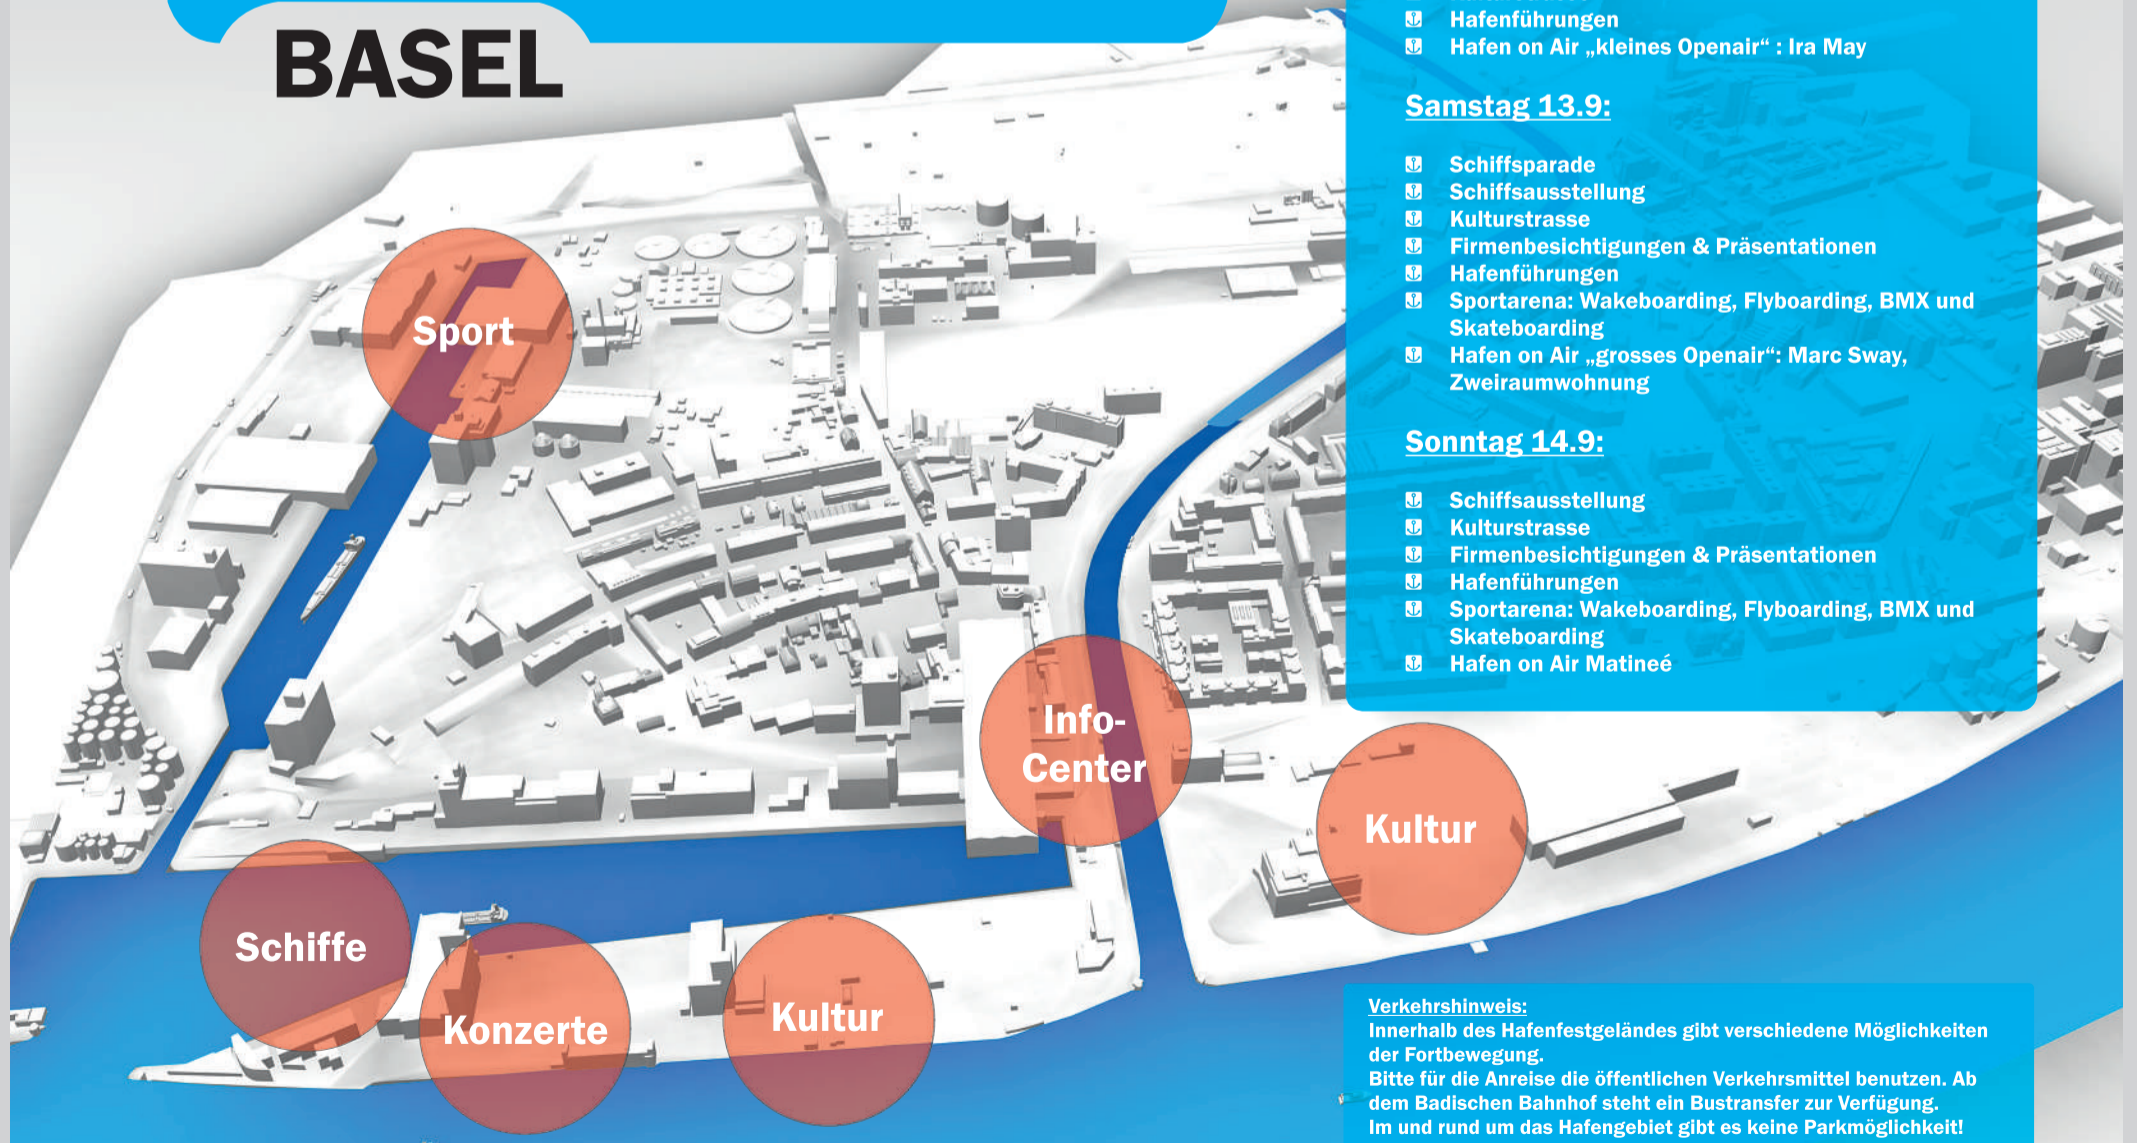 BASEL
Hafenführungen
Hafen on Air „kleines Openair“ : Ira May
Samstag 13.9:
Schiffsparade
Schiffsausstellung
Kulturstrasse
Firmenbesichtigungen & Präsentationen
Hafenführungen
Sportarena: Wakeboarding, Flyboarding, BMX und
Skateboarding
Hafen on Air „grosses Openair“: Marc Sway,
Zweiraumwohnung
Sonntag 14.9:
Schiffsausstellung
Kulturstrasse
Firmenbesichtigungen & Präsentationen
Hafenführungen
Sportarena: Wakeboarding, Flyboarding, BMX und
Skateboarding
Hafen on Air Matineé
Sport
Info-
Center
Kultur
Schiffe
Konzerte
Kultur
Verkehrshinweis:
Innerhalb des Hafenfestgeländes gibt verschiedene Möglichkeiten
der Fortbewegung.
Bitte für die Anreise die öffentlichen Verkehrsmittel benutzen. Ab
dem Badischen Bahnhof steht ein Bustransfer zur Verfügung.
Im und rund um das Hafengebiet gibt es keine Parkmöglichkeit!